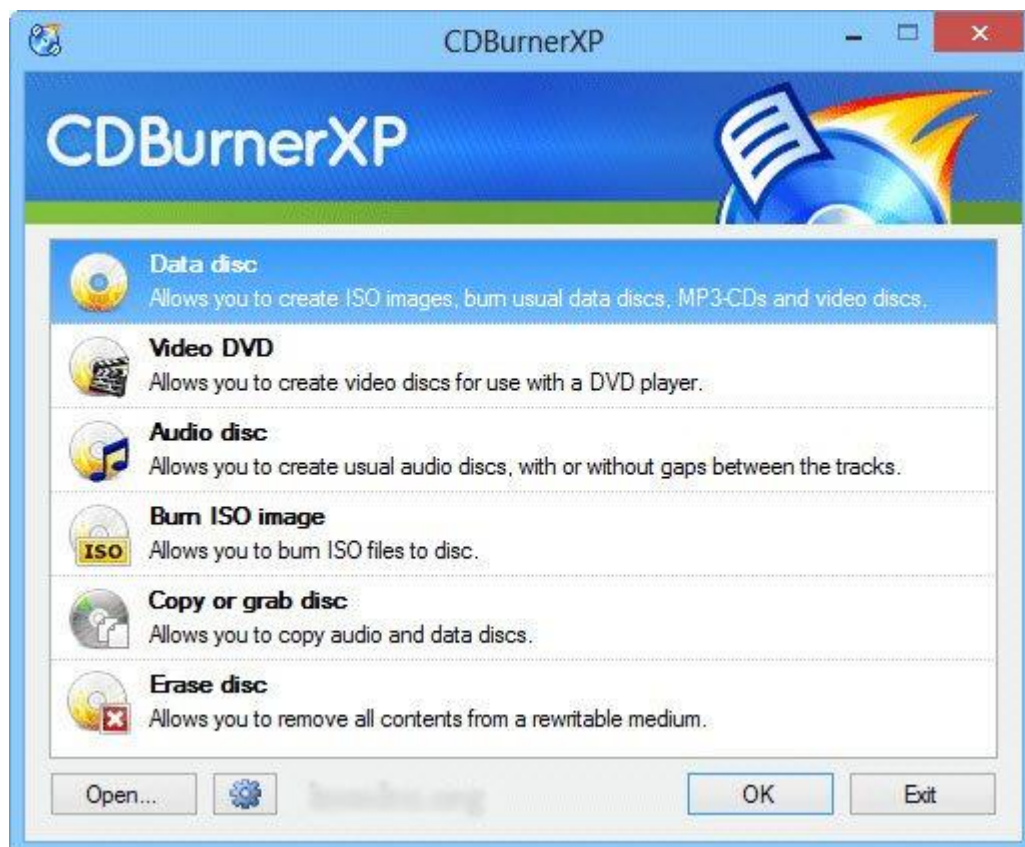 CDBurnerXP
CDBurnerXP
Data disc
Allows you to create ISO images, burn usual data discs, MP3-CDs and video discs.
Video DVD
Allows you to create video discs for use with a DVD player.
Audio disc
Allows you to create usual audio discs, with or without gaps between the tracks.
Burn ISO image
ISO
Allows you to burn ISO files to disc.
Copy or grab disc
Allows you to copy audio and data discs.
Erase disc
Allows you to remove all contents from a rewritable medium.
Open...
OK
Exit